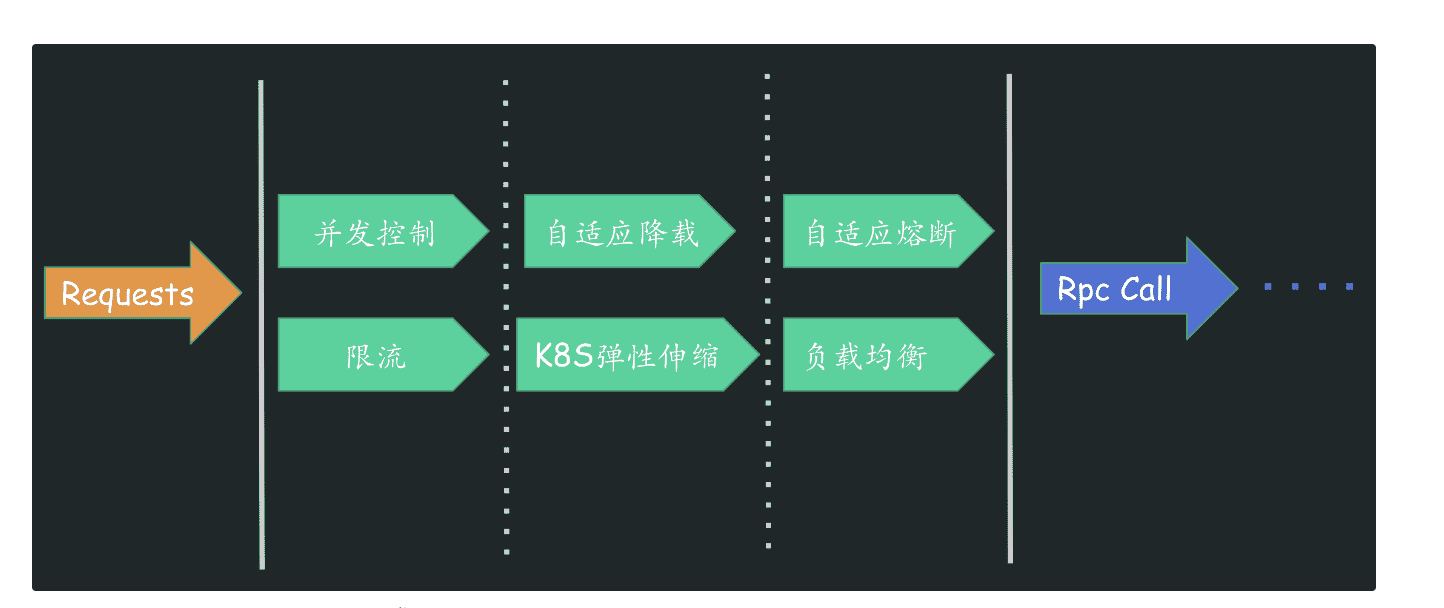 Requests
并发控制
自适应降载
自适应熔断
限流
K8S弹性伸缩
负载均衡
Rpc Call